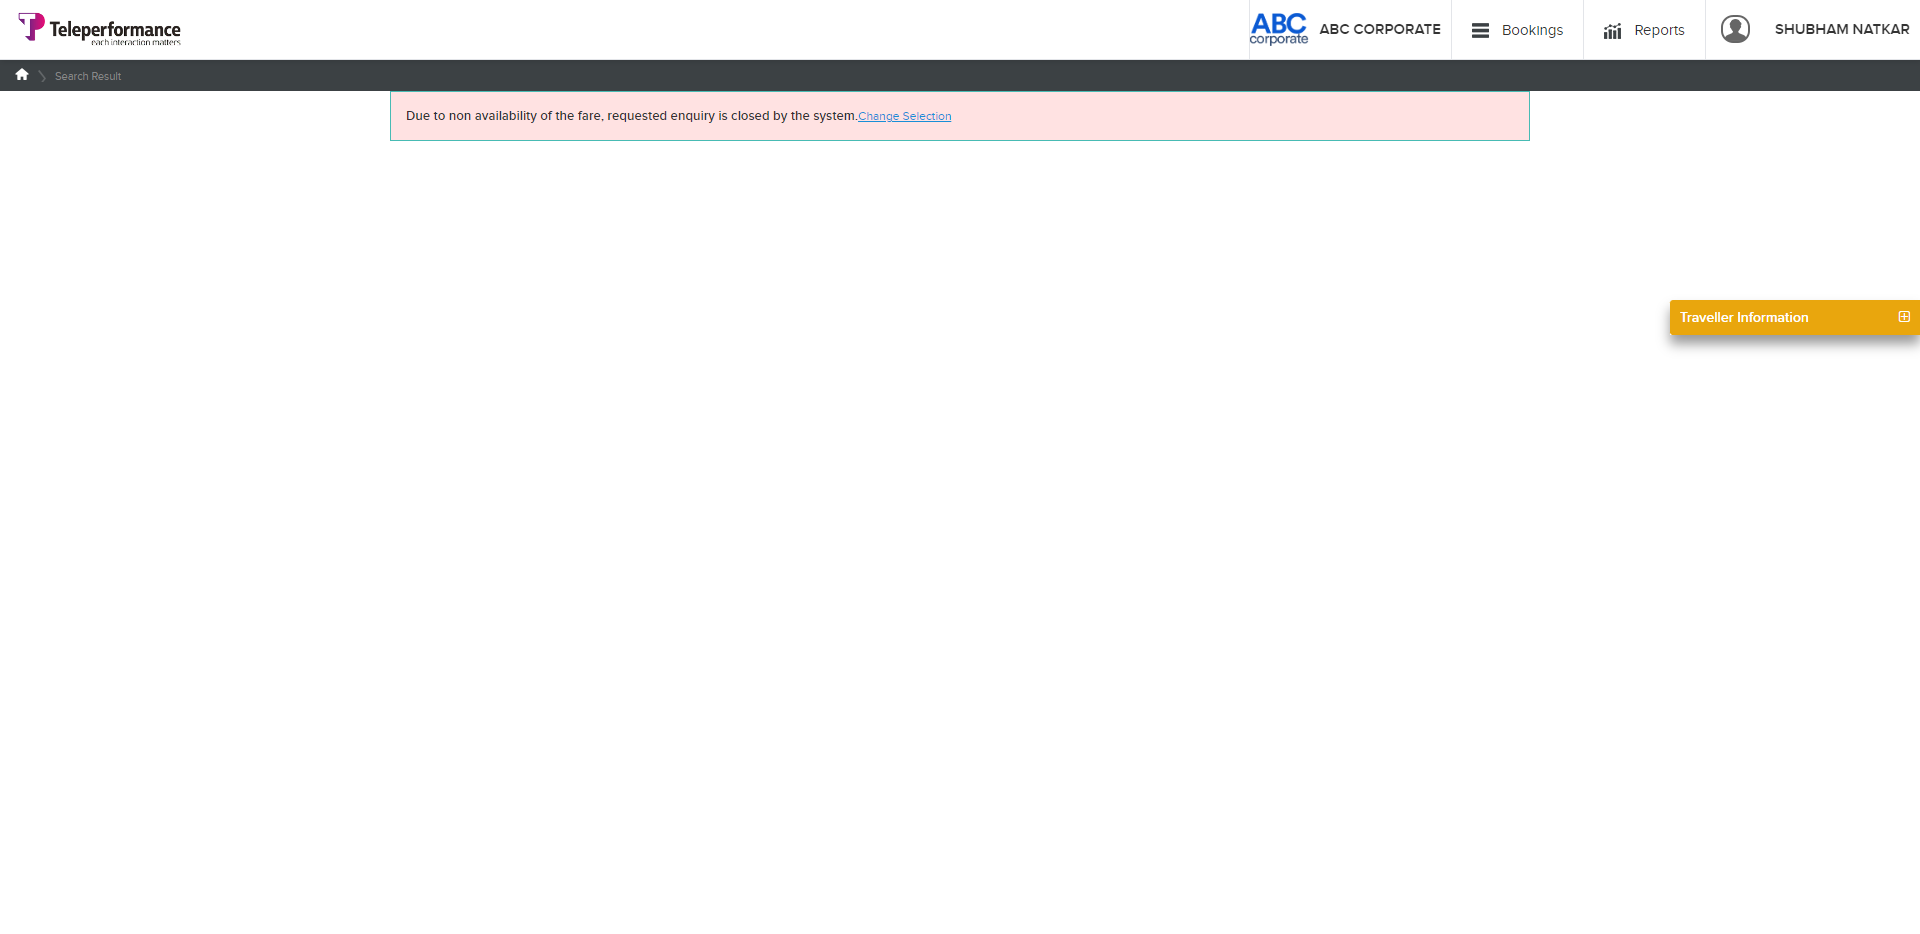 Teleperformance
each interaction matters
ABC
corporate
ABC CORPORATE
Bookings
Reports
SHUBHAM NATKAR
Search Result
Due to non availability of the fare, requested enquiry is closed by the system.Change Selection
Traveller Information